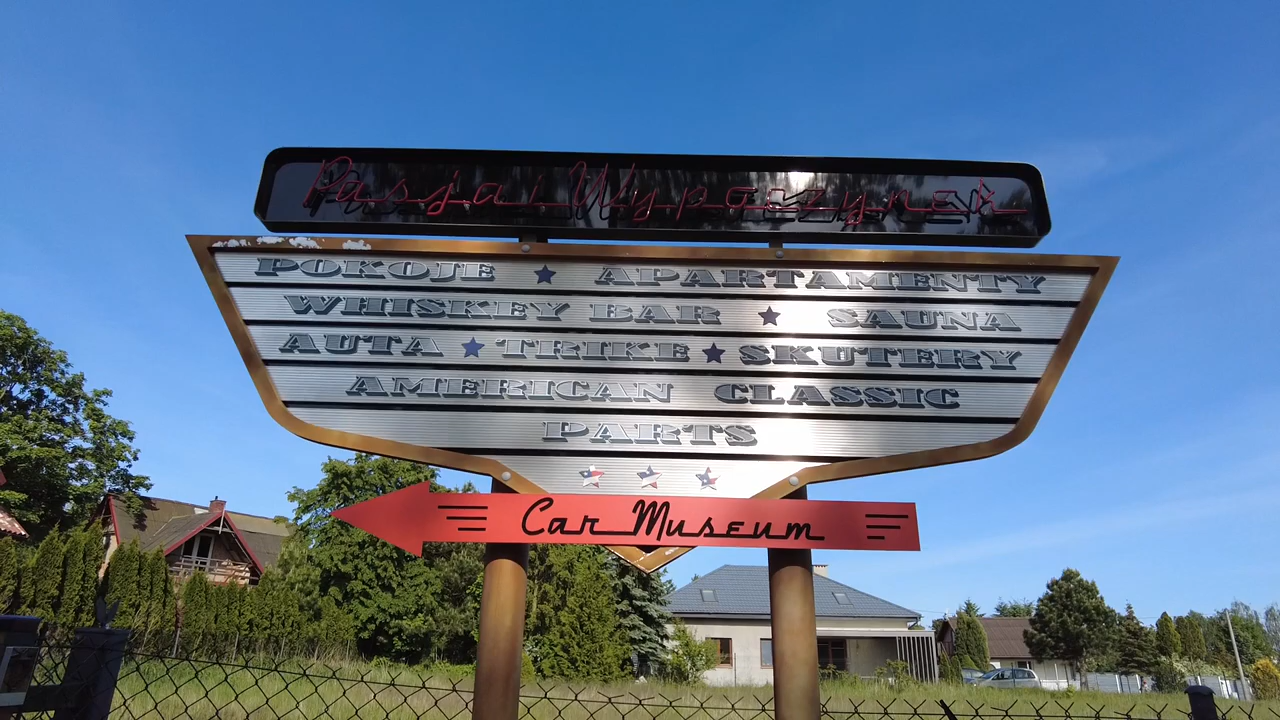 Pasja i Wypoczynek
POKOJE ★ APARTAMENTY
WHISKEY BAR ★ SAUNA
AUTA ★ TRIKE ★ SKUTERY
AMERICAN CLASSIC
PARTS
Car Museum